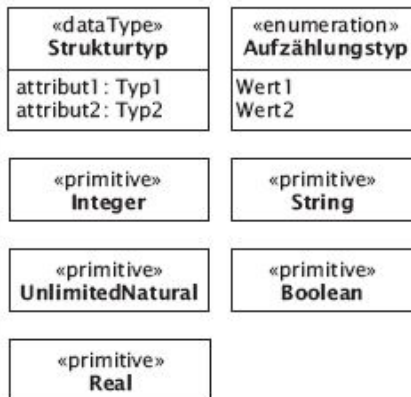 «dataType»
Strukturtyp
attribut1: Typ1
attribut2: Typ2
«enumeration»
Aufzählungstyp
Wert1
Wert2
«primitive»
Integer
«primitive»
String
«primitive»
UnlimitedNatural
«primitive»
Boolean
«primitive»
Real